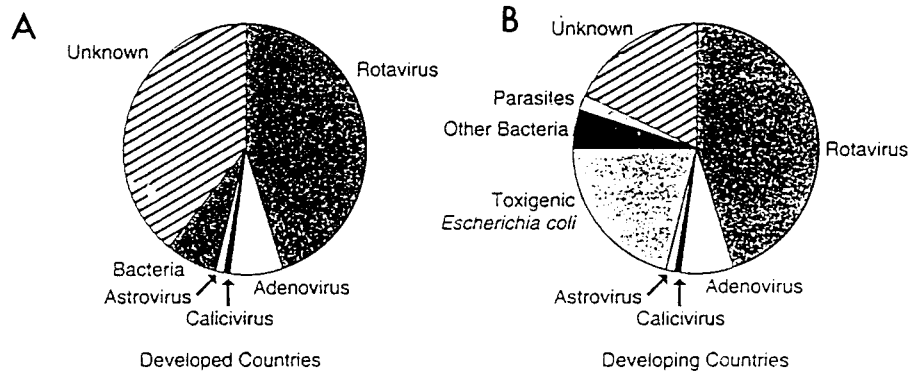 A
Unknown
Rotavirus
Bacteria
Astrovirus
Calicivirus
Adenovirus
Developed Countries
B
Unknown
Parasites
Other Bacteria
Rotavirus
Toxigenic
Escherichia coli
Astrovirus
Calicivirus
Adenovirus
Developing Countries